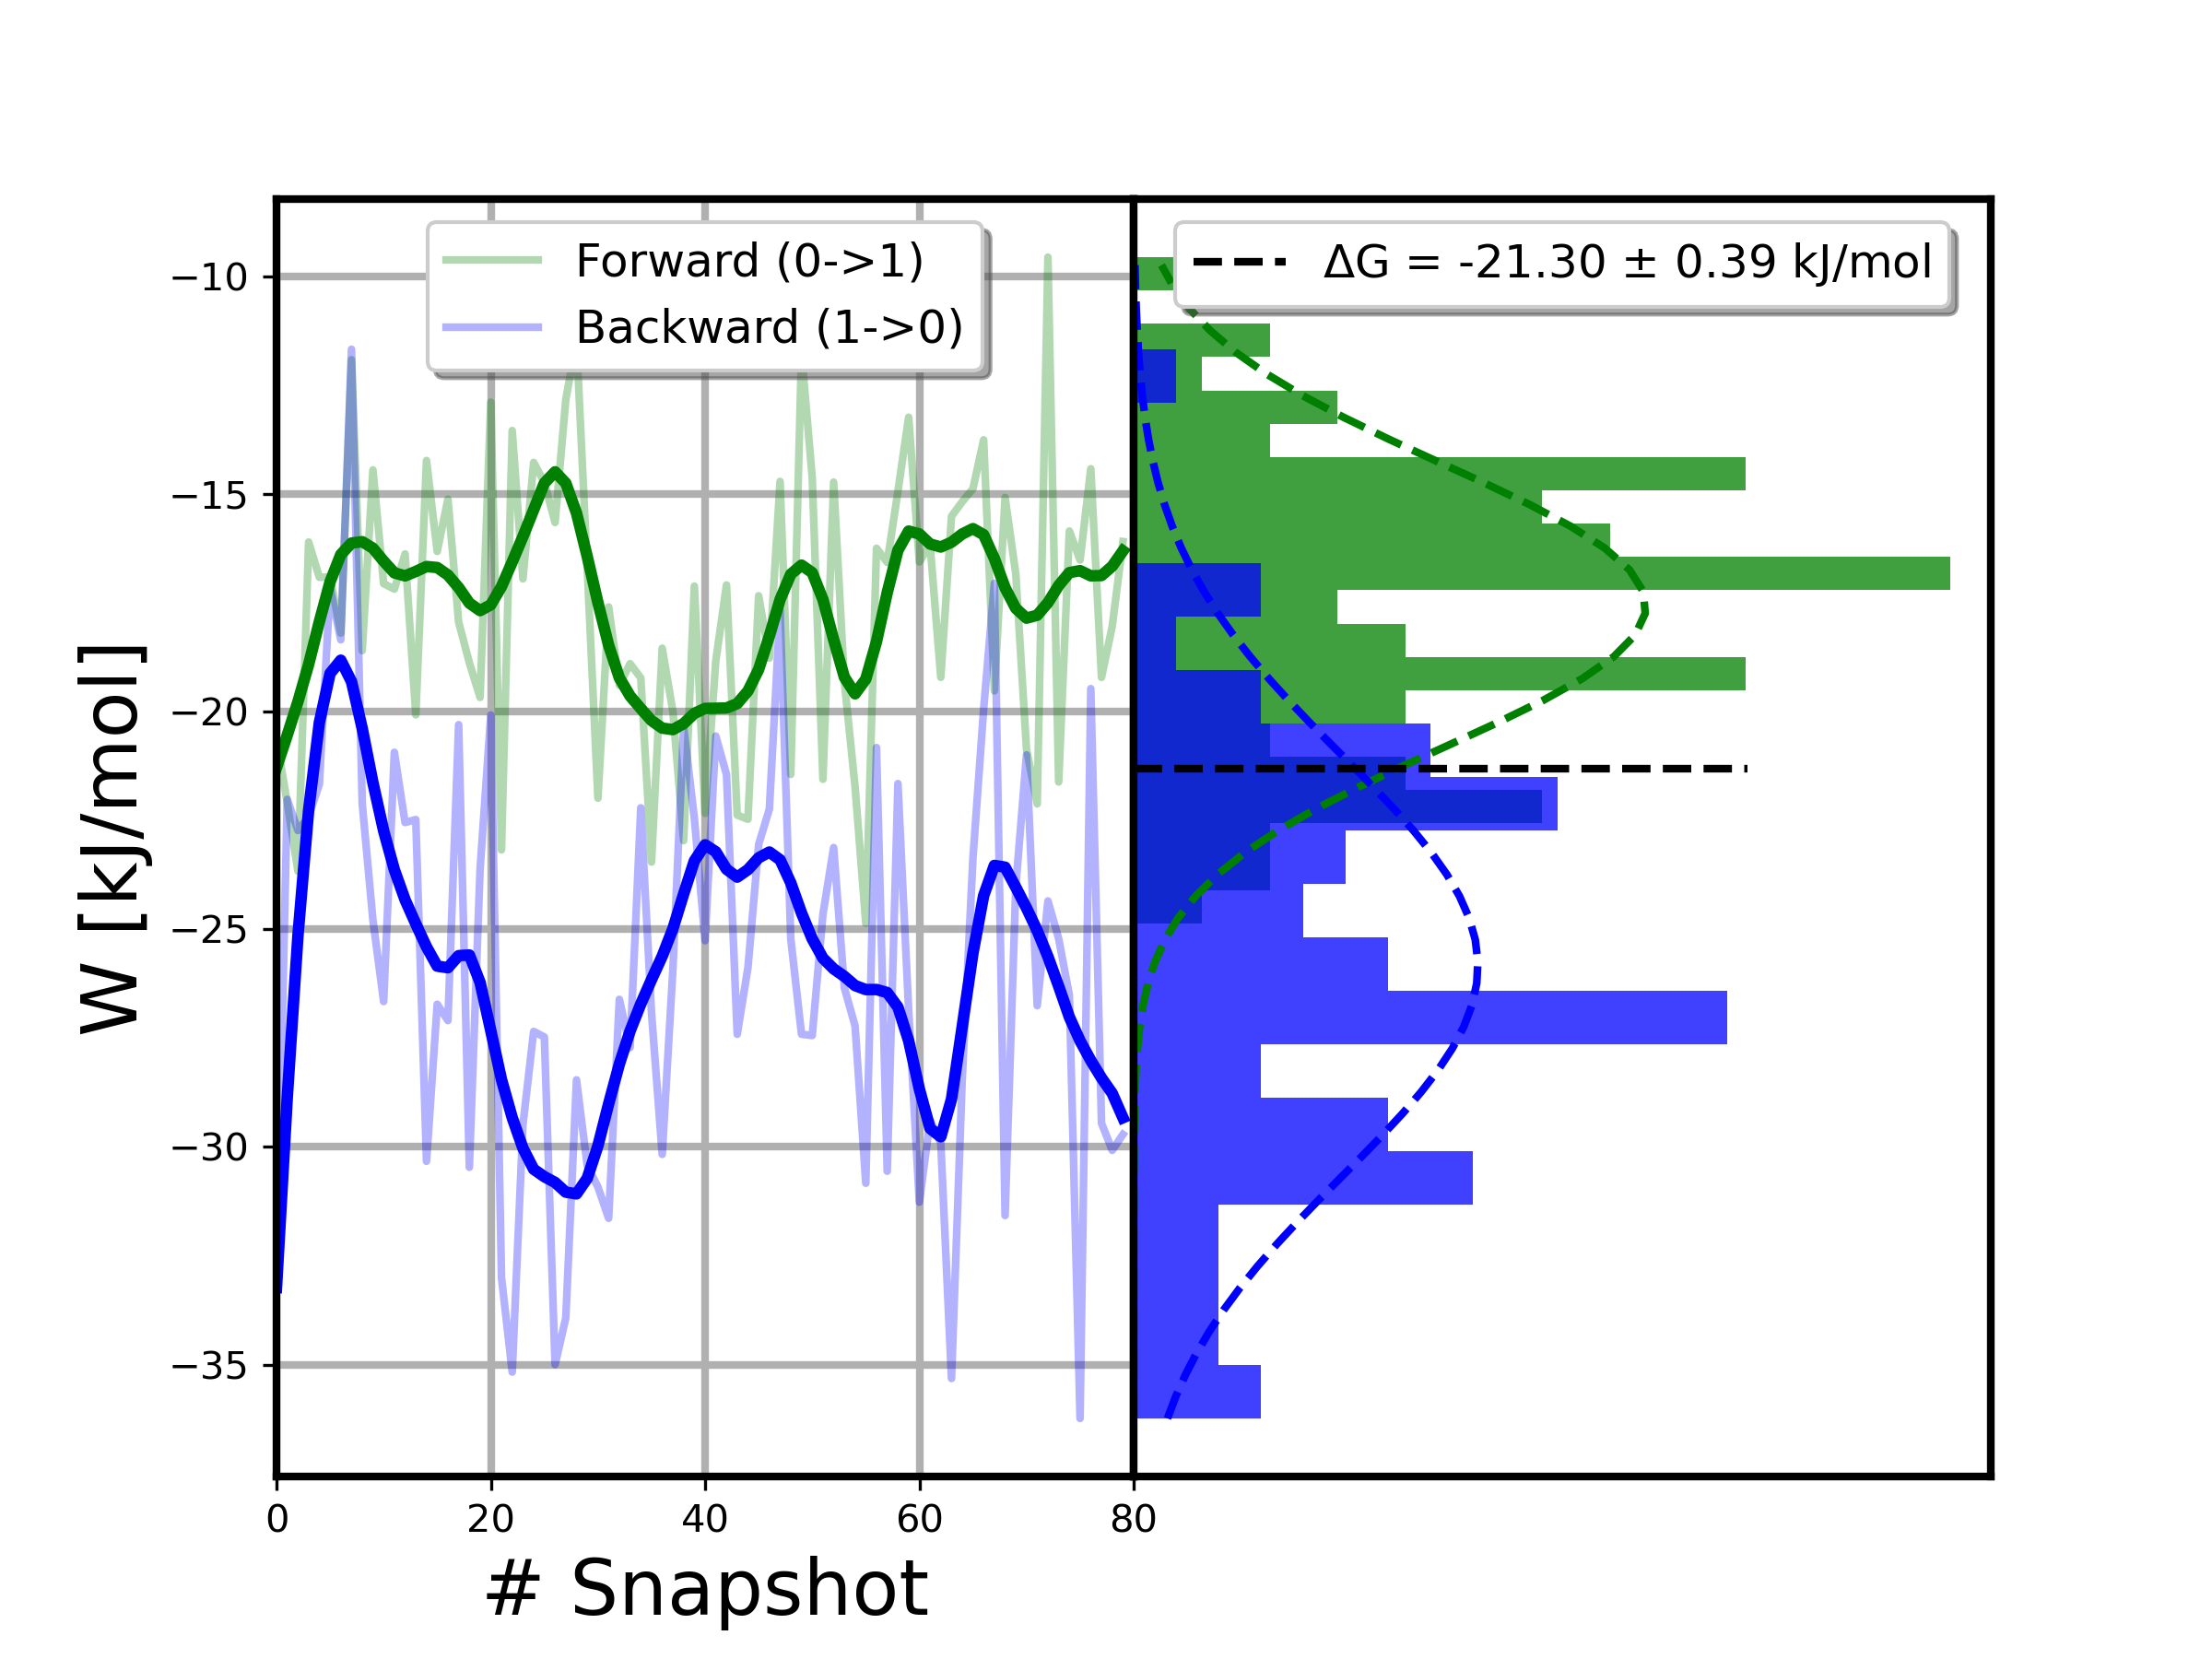 Forward (0->1)
Backward (1->0)
ΔG = -21.30 ± 0.39 kJ/mol
W [kJ/mol]
−10
−15
−20
−25
−30
−35
0 20 40 60 80
# Snapshot